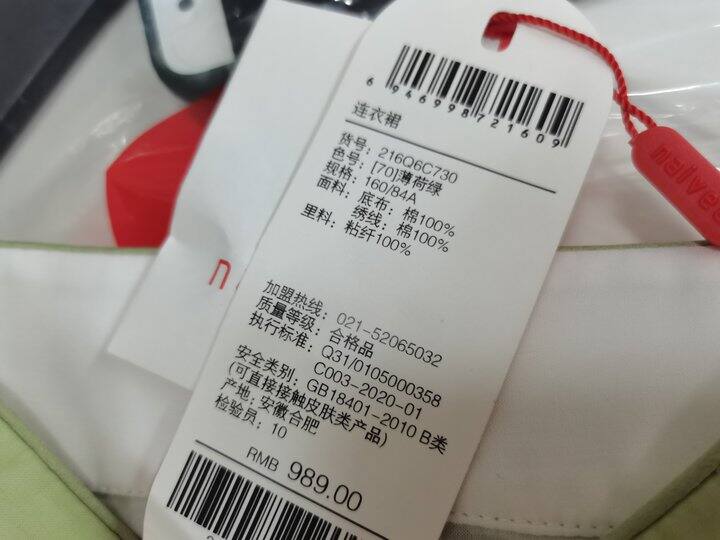 6946998721609
连衣裙
货号：216Q6C730
色号：[70]薄荷绿
规格：160/84A
面料：底布：棉100%
绣线：棉100%
里料：粘纤100%
加盟热线：021-52065032
质量等级：合格品
执行标准：Q31/0105000358
C003-2020-01
安全类别：GB18401-2010 B类
(可直接接触皮肤类产品)
产地：安徽合肥
检验员：10
RMB 989.00